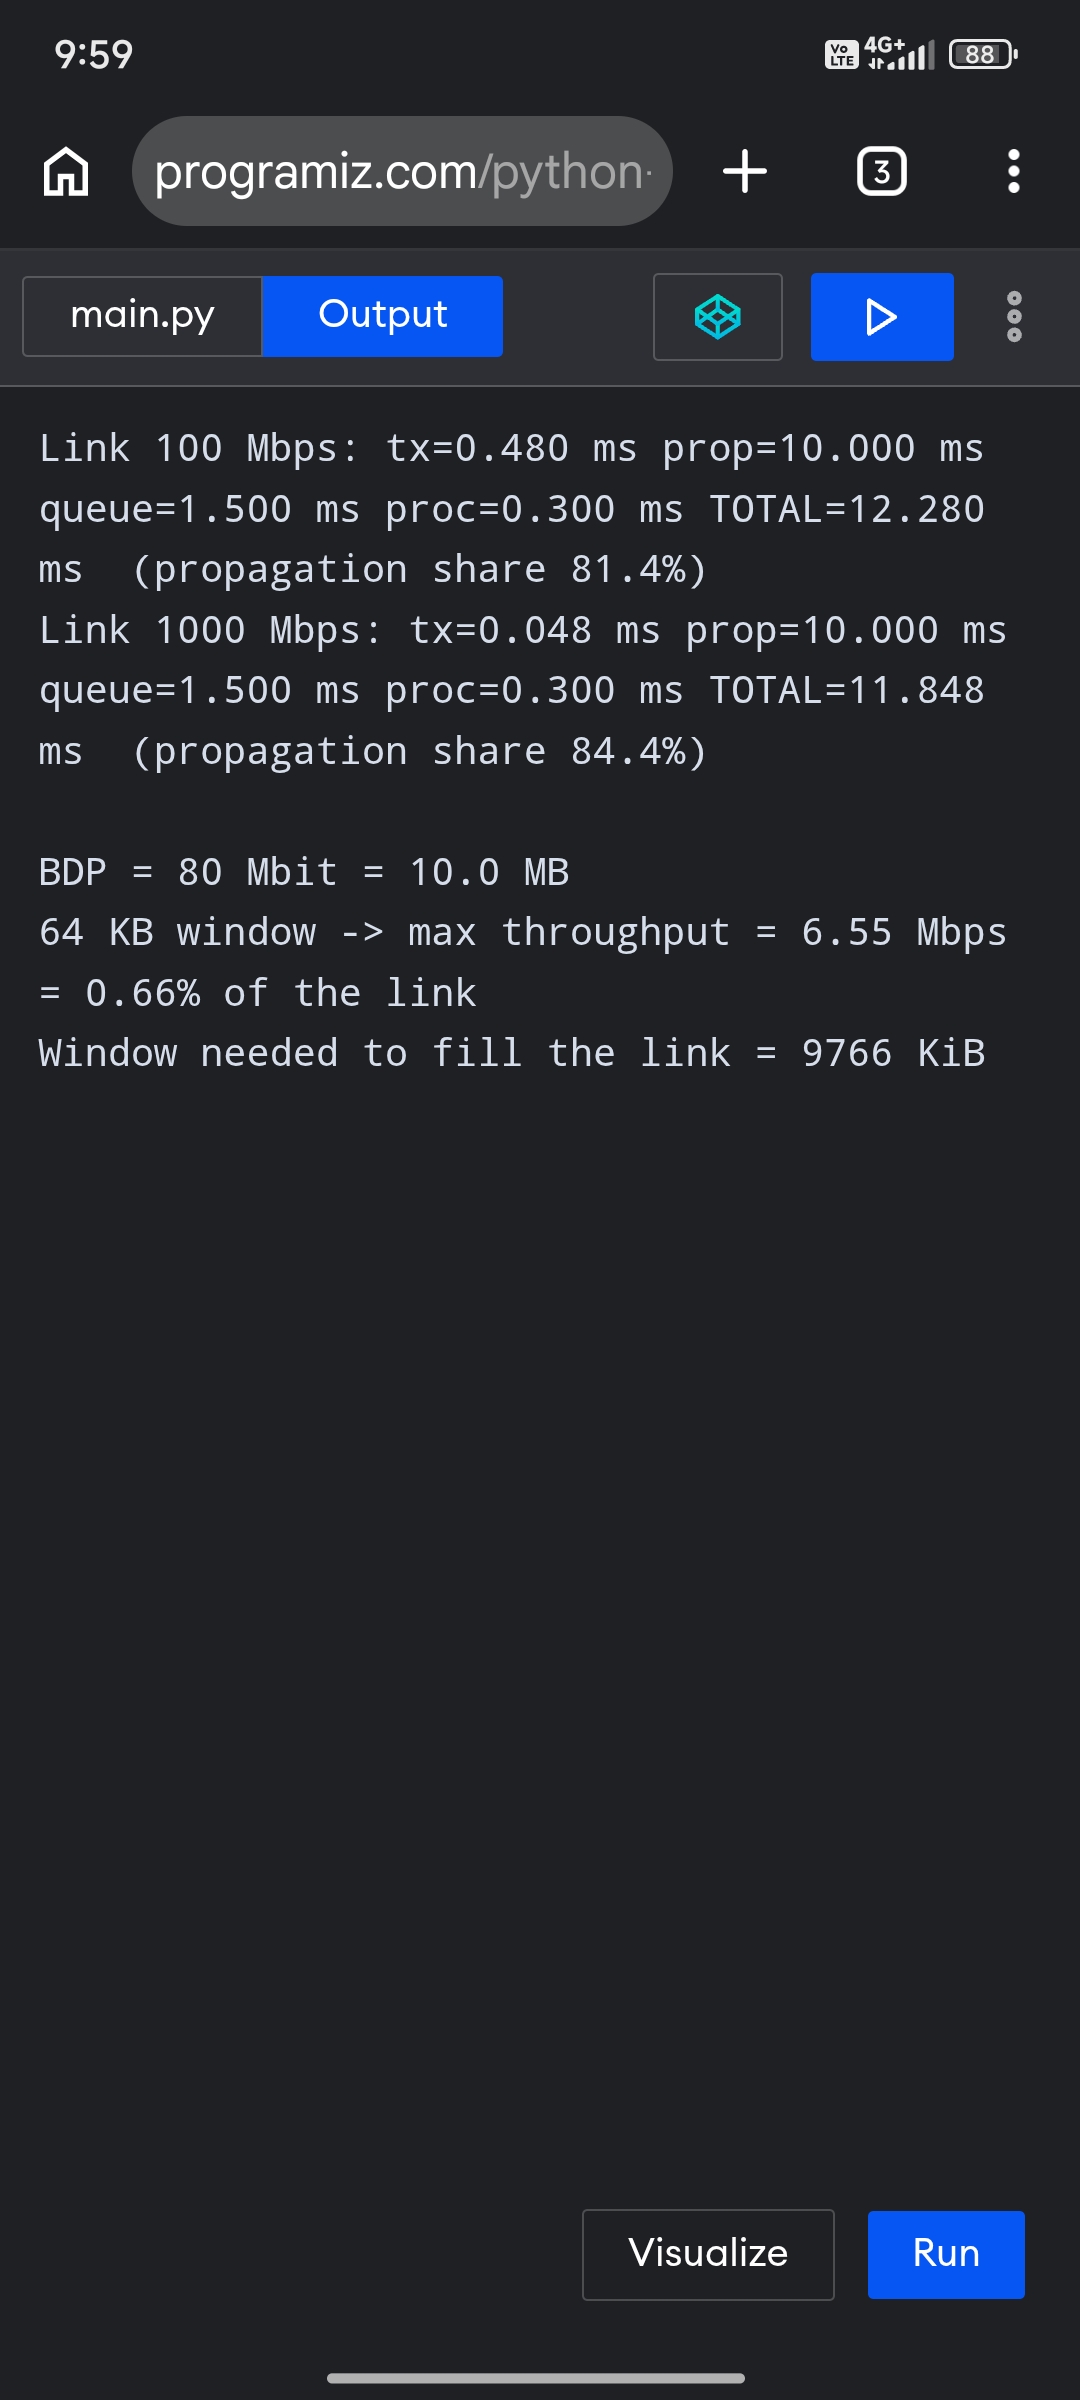 9:59
Vo LTE 4G+ 88
programiz.com/python-
3
main.py Output
Link 100 Mbps: tx=0.480 ms prop=10.000 ms
queue=1.500 ms proc=0.300 ms TOTAL=12.280
ms  (propagation share 81.4%)
Link 1000 Mbps: tx=0.048 ms prop=10.000 ms
queue=1.500 ms proc=0.300 ms TOTAL=11.848
ms  (propagation share 84.4%)
BDP = 80 Mbit = 10.0 MB
64 KB window -> max throughput = 6.55 Mbps
= 0.66% of the link
Window needed to fill the link = 9766 KiB
Visualize Run